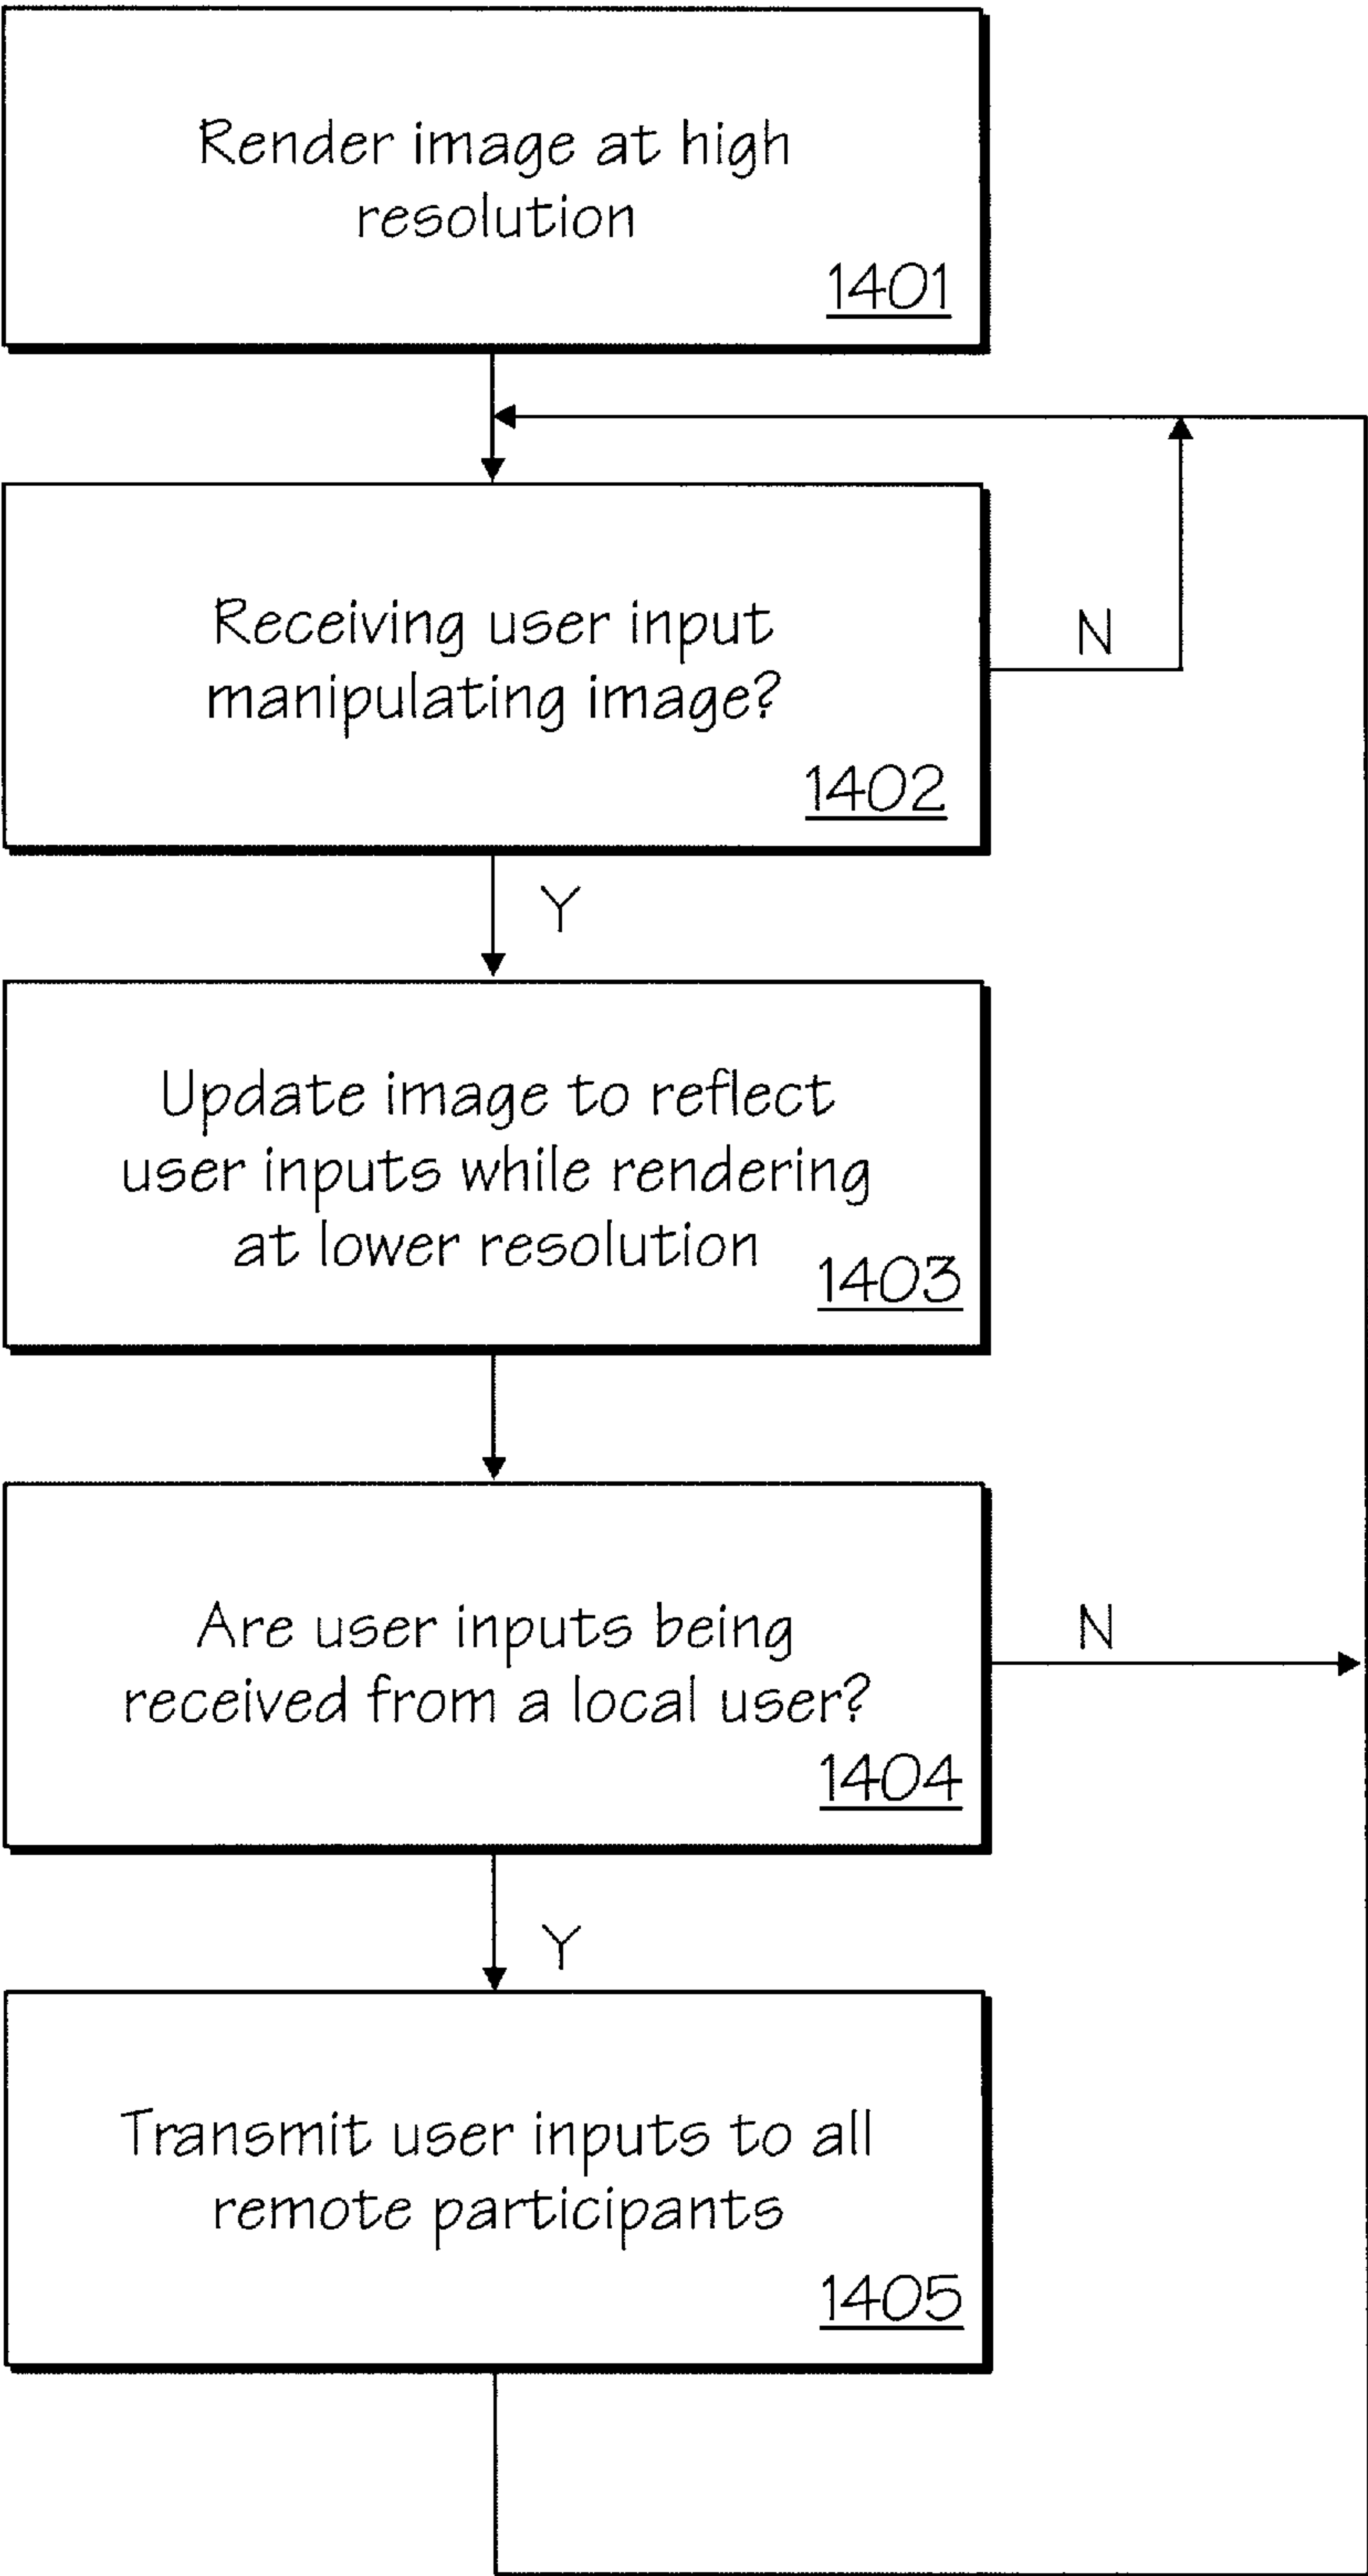 Render image at high
resolution
1401
Receiving user input
manipulating image?
1402
N
Y
Update image to reflect
user inputs while rendering
at lower resolution
1403
Are user inputs being
received from a local user?
1404
N
Y
Transmit user inputs to all
remote participants
1405